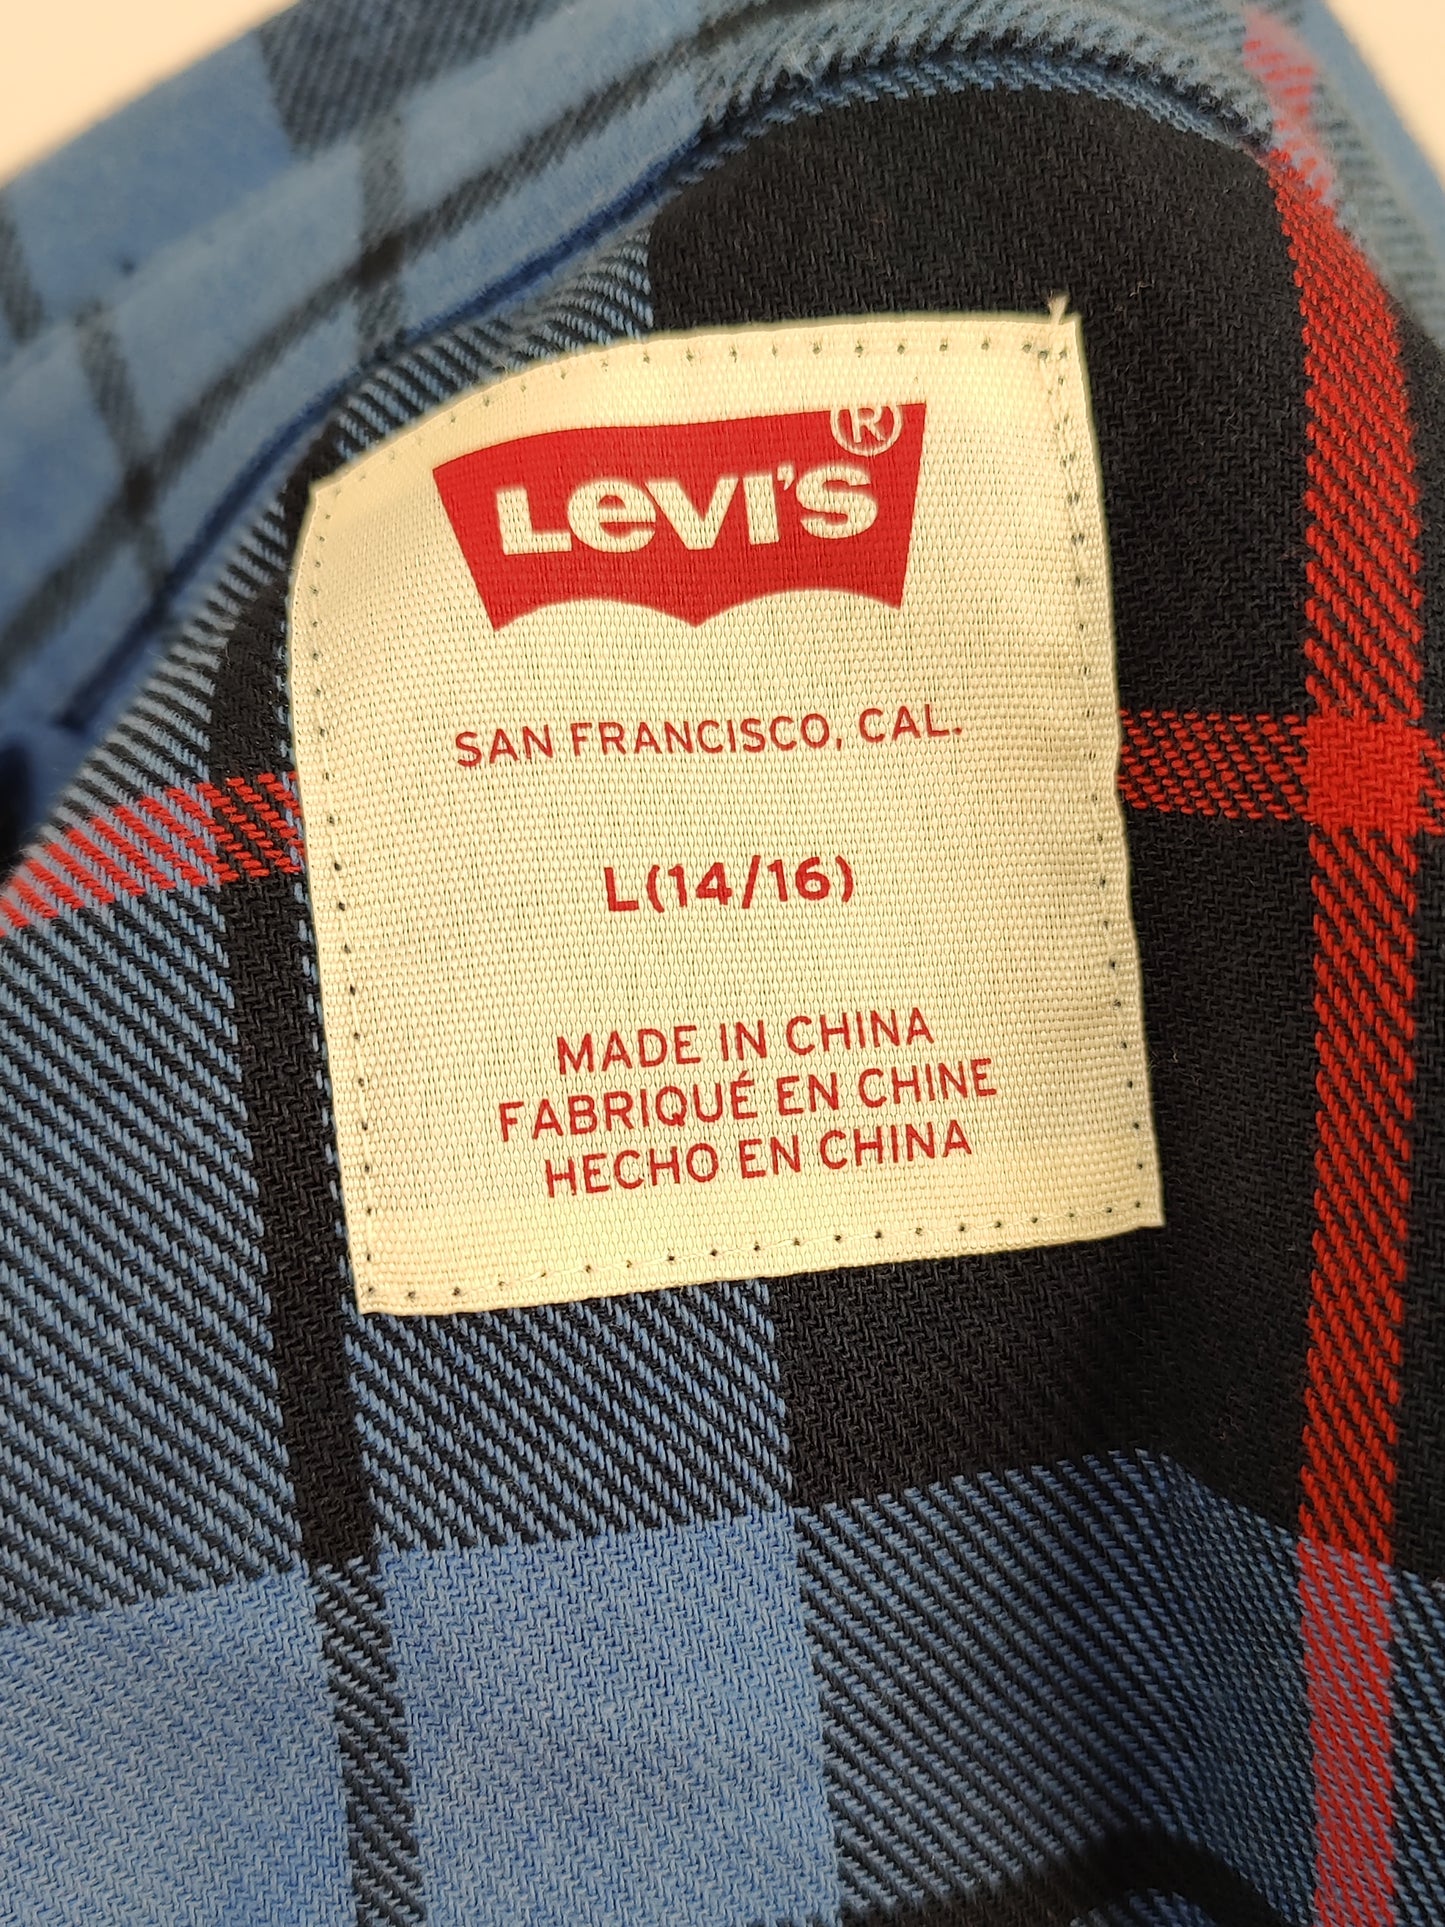 LEVI'S®
SAN FRANCISCO, CAL.
L(14/16)
MADE IN CHINA
FABRIQUÉ EN CHINE
HECHO EN CHINA